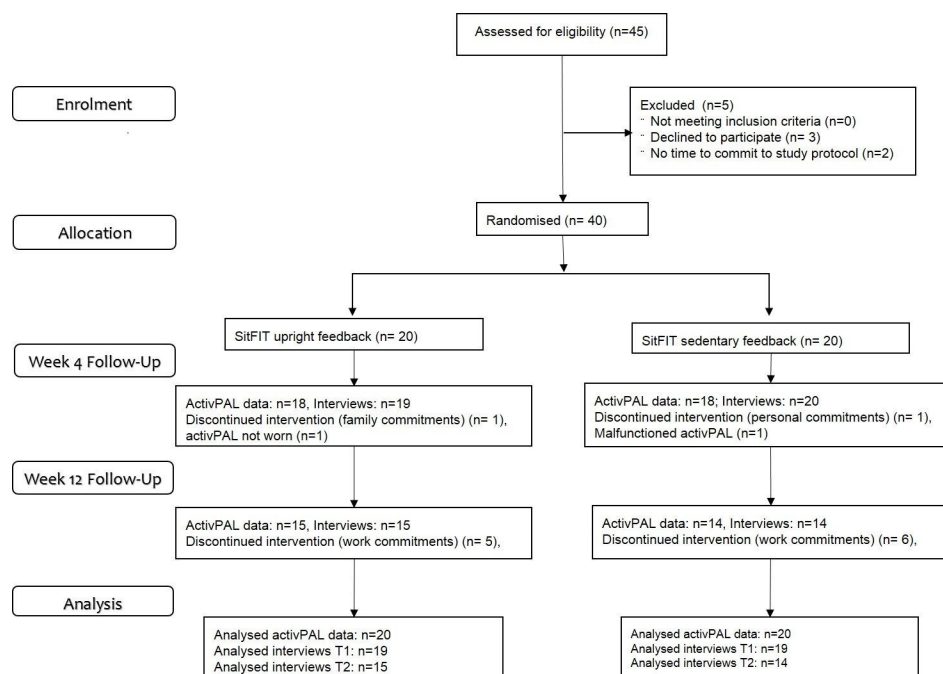 Assessed for eligibility (n=45)
Enrolment
Excluded (n=5)
¨ Not meeting inclusion criteria (n=0)
¨ Declined to participate (n= 3)
¨ No time to commit to study protocol (n=2)
Randomised (n= 40)
Allocation
SitFIT upright feedback (n= 20)
SitFIT sedentary feedback (n= 20)
Week 4 Follow-Up
ActivPAL data: n=18, Interviews: n=19
Discontinued intervention (family commitments) (n= 1),
activPAL not worn (n=1)
ActivPAL data: n=18; Interviews: n=20
Discontinued intervention (personal commitments) (n= 1),
Malfunctioned activPAL (n=1)
Week 12 Follow-Up
ActivPAL data: n=15, Interviews: n=15
Discontinued intervention (work commitments) (n= 5),
ActivPAL data: n=14, Interviews: n=14
Discontinued intervention (work commitments) (n= 6),
Analysis
Analysed activPAL data: n=20
Analysed interviews T1: n=19
Analysed interviews T2: n=15
Analysed activPAL data: n=20
Analysed interviews T1: n=19
Analysed interviews T2: n=14